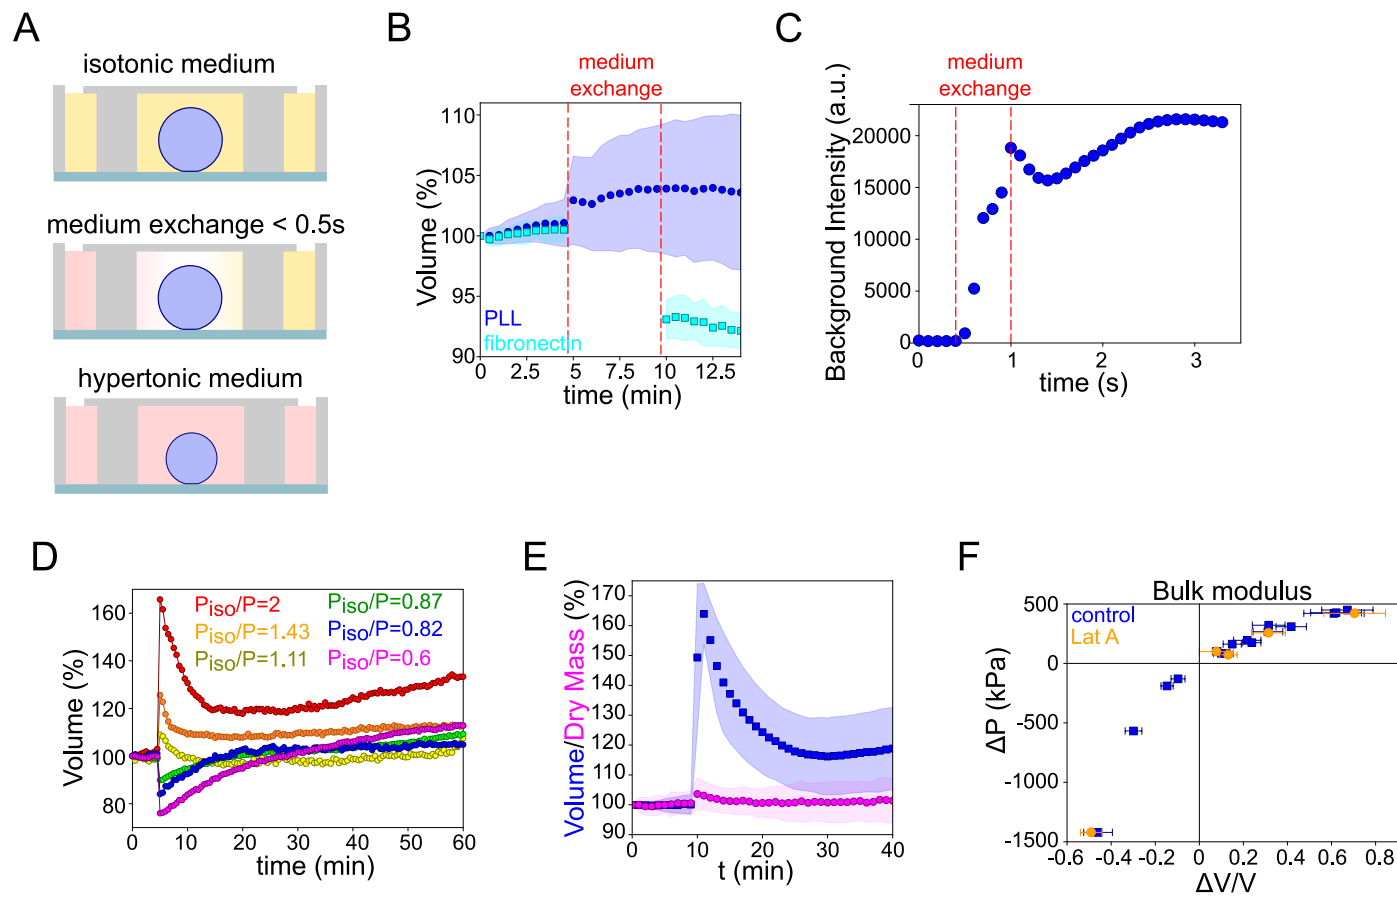 A
isotonic medium
medium exchange < 0.5s
hypertonic medium
B
medium
exchange
Volume (%)
110
104
100
95
90
PLL
fibronectin
0
2.5
5
7.5
10
12.5
time (min)
C
medium
exchange
Background Intensity (a.u.)
20000
15000
10000
5000
0
0
1
2
3
time (s)
D
Volume (%)
160
140
120
100
80
Piso/P=2
Piso/P=1.43
Piso/P=1.11
Piso/P=0.87
Piso/P=0.82
Piso/P=0.6
0
10
20
30
40
50
60
time (min)
E
Volume/Dry Mass (%)
170
160
150
140
130
120
110
100
90
0
10
20
30
40
t (min)
F
Bulk modulus
control
Lat A
ΔP (kPa)
500
0
-500
-1000
-1500
-0.6
-0.4
-0.2
0
0.2
0.4
0.6
0.8
ΔV/V